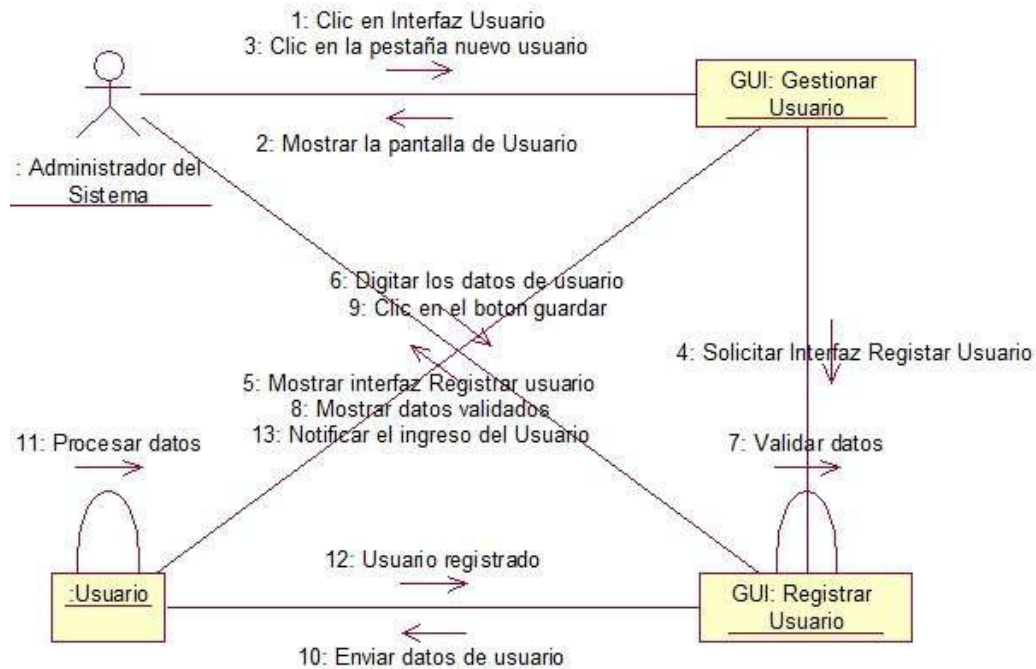 1: Clic en Interfaz Usuario
3: Clic en la pestaña nuevo usuario
GUI: Gestionar
Usuario
2: Mostrar la pantalla de Usuario
: Administrador del
Sistema
6: Digitar los datos de usuario
9: Clic en el boton guardar
4: Solicitar Interfaz Registar Usuario
5: Mostrar interfaz Registrar usuario
8: Mostrar datos validados
13: Notificar el ingreso del Usuario
11: Procesar datos
7: Validar datos
12: Usuario registrado
:Usuario
GUI: Registrar
Usuario
10: Enviar datos de usuario